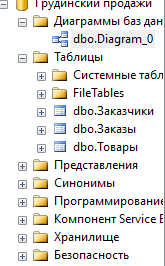 Грудинский продажи
Диаграммы баз дан
dbo.Diagram_0
Таблицы
Системные табл
FileTables
dbo.Заказчики
dbo.Заказы
dbo.Товары
Представления
Синонимы
Программирование
Компонент Service B
Хранилище
Безопасность